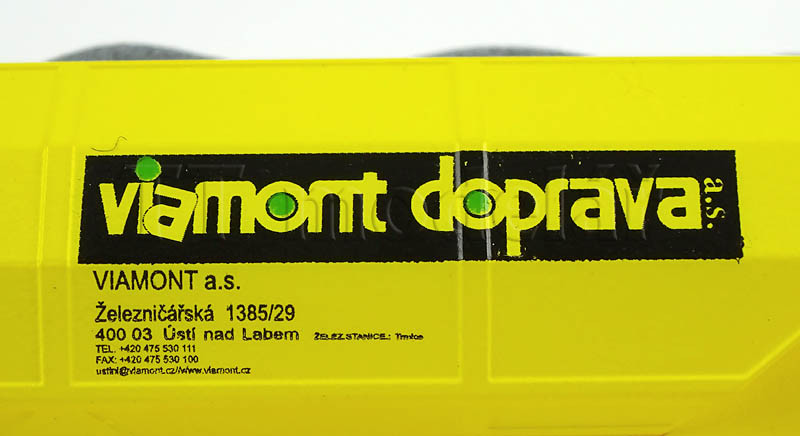 viamont doprava a.s.
VIAMONT a.s.
Železničářská 1385/29
400 03 Ústí nad Labem ŽELEZ.STANICE.: Trmice
TEL. +420 475 530 111
FAX: +420 475 530 100
ustini@viamont.cz//www.viamont.cz